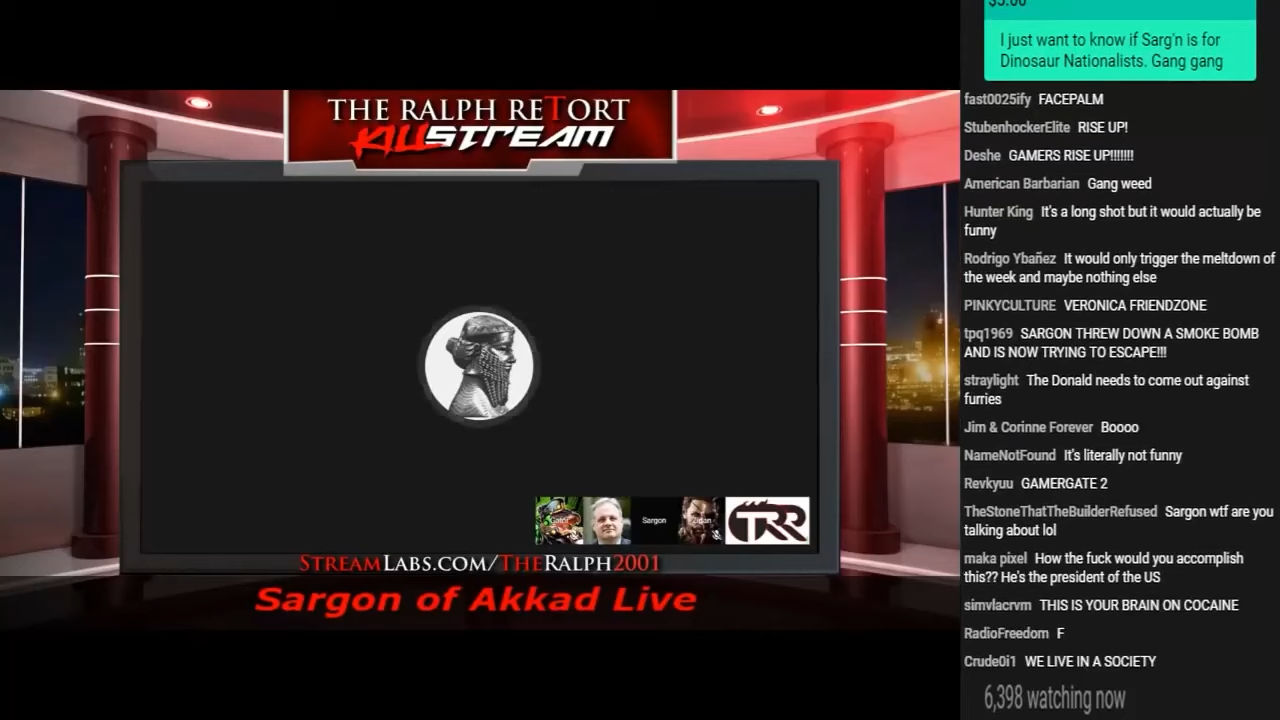 THE RALPH RETORT
KILLSTREAM
Gator
Sargon
Zidan
TRR
STREAMLABS.COM/THERALPH2001
Sargon of Akkad Live
$5.00
I just want to know if Sarg'n is for
Dinosaur Nationalists. Gang gang
fast0025ify FACEPALM
StubenhockerElite RISE UP!
Deshe GAMERS RISE UP!!!!!!!
American Barbarian Gang weed
Hunter King It's a long shot but it would actually be
funny
Rodrigo Ybañez It would only trigger the meltdown of
the week and maybe nothing else
PINKYCULTURE VERONICA FRIENDZONE
tpq1969 SARGON THREW DOWN A SMOKE BOMB
AND IS NOW TRYING TO ESCAPE!!!
straylight The Donald needs to come out against
furries
Jim & Corinne Forever Boooo
NameNotFound It's literally not funny
Revkyuu GAMERGATE 2
TheStoneThatTheBuilderRefused Sargon wtf are you
talking about lol
maka pixel How the fuck would you accomplish
this?? He's the president of the US
simvlacrvm THIS IS YOUR BRAIN ON COCAINE
RadioFreedom F
Crude0i1 WE LIVE IN A SOCIETY
6,398 watching now